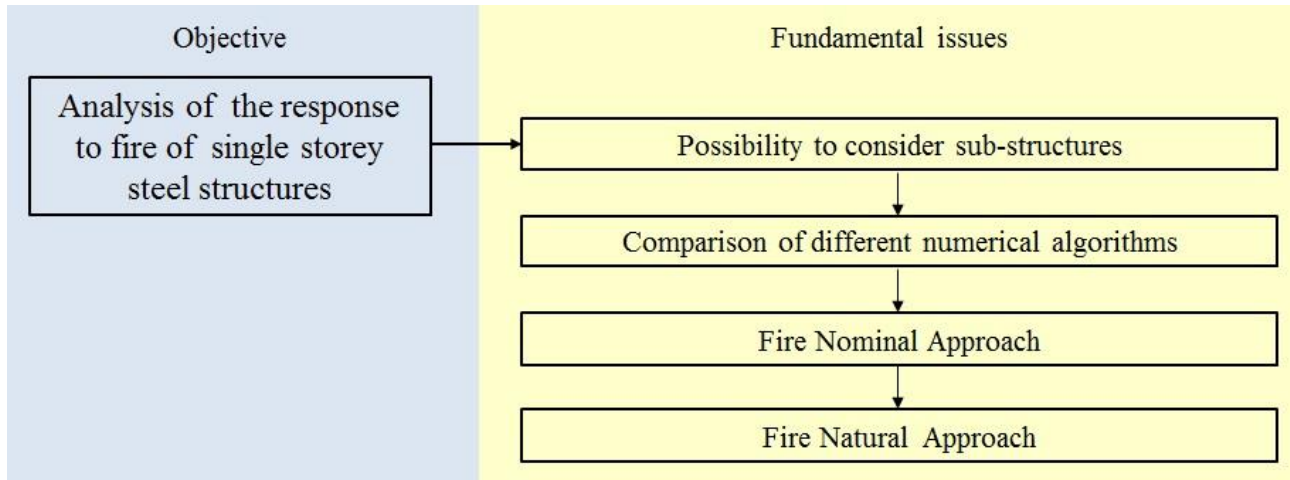 Objective
Analysis of the response
to fire of single storey
steel structures
Fundamental issues
Possibility to consider sub-structures
Comparison of different numerical algorithms
Fire Nominal Approach
Fire Natural Approach